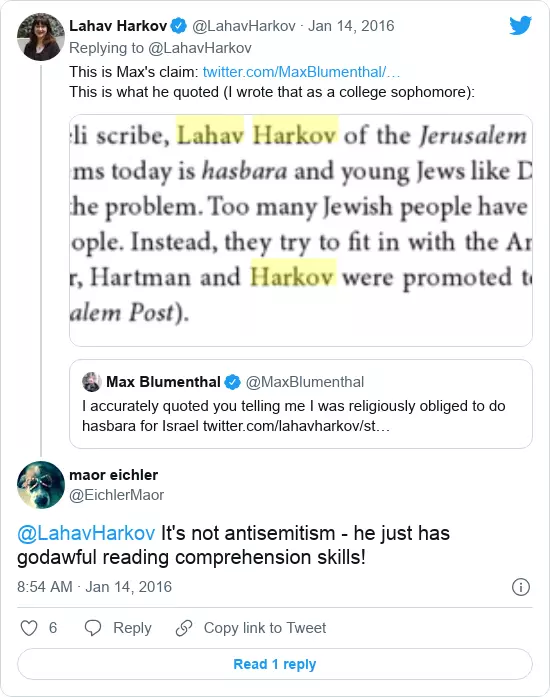 Lahav Harkov @LahavHarkov · Jan 14, 2016
Replying to @LahavHarkov
This is Max's claim: twitter.com/MaxBlumenthal/…
This is what he quoted (I wrote that as a college sophomore):
li scribe, Lahav Harkov of the Jerusalem
ms today is hasbara and young Jews like D
he problem. Too many Jewish people have
ople. Instead, they try to fit in with the Ar
r, Hartman and Harkov were promoted t
alem Post).
Max Blumenthal @MaxBlumenthal
I accurately quoted you telling me I was religiously obliged to do
hasbara for Israel twitter.com/lahavharkov/st…
maor eichler
@EichlerMaor
@LahavHarkov It's not antisemitism - he just has
godawful reading comprehension skills!
8:54 AM · Jan 14, 2016
6 Reply Copy link to Tweet
Read 1 reply